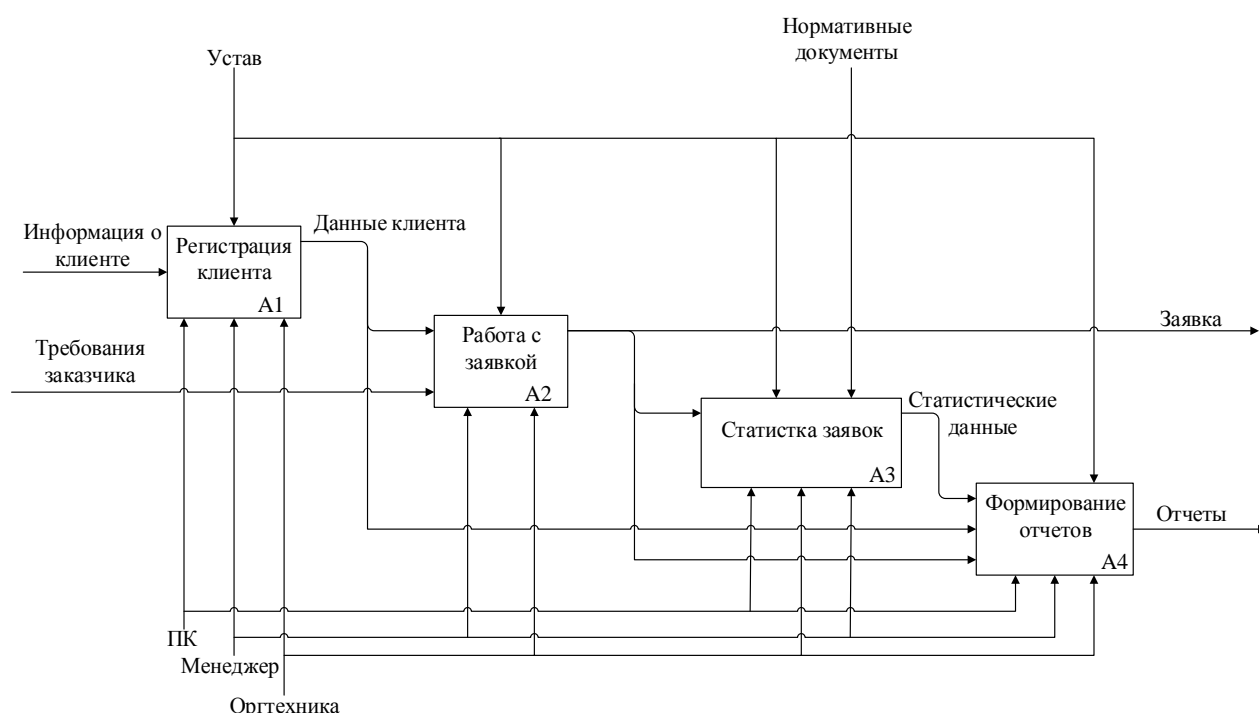 Нормативные
документы
Устав
Информация о
клиенте
Регистрация
клиента
A1
Данные клиента
Требования
заказчика
Работа с
заявкой
A2
Заявка
Статистка заявок
A3
Статистические
данные
Формирование
отчетов
A4
Отчеты
ПК
Менеджер
Оргтехника